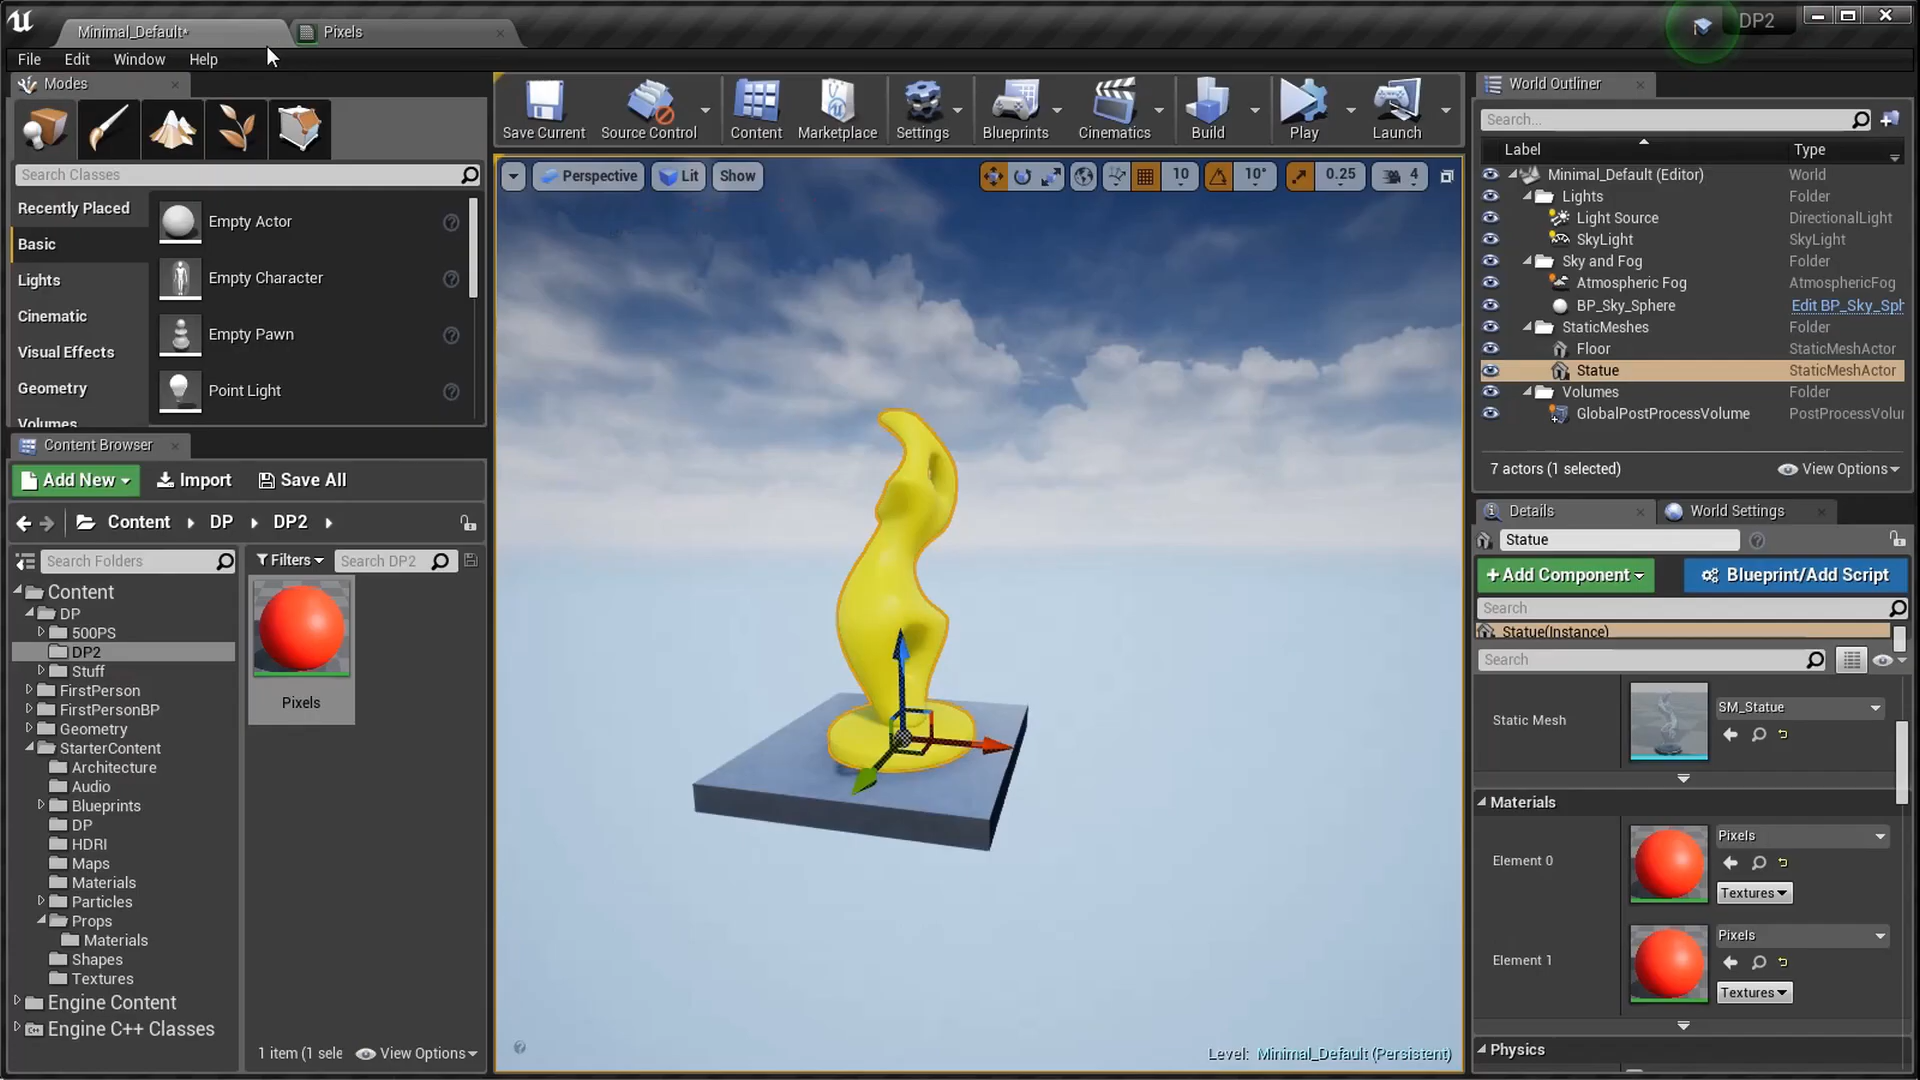 Minimal_Default*
Pixels
DP2
File Edit Window Help
Modes
Search Classes
Recently Placed
Basic
Lights
Cinematic
Visual Effects
Geometry
Volumes
Empty Actor
Empty Character
Empty Pawn
Point Light
Save Current
Source Control
Content
Marketplace
Settings
Blueprints
Cinematics
Build
Play
Launch
Perspective
Lit
Show
10
10°
0.25
4
Level: Minimal_Default (Persistent)
Content Browser
Add New
Import
Save All
Content DP DP2
Search Folders
Filters
Search DP2
Content
DP
500PS
DP2
Stuff
FirstPerson
FirstPersonBP
Geometry
StarterContent
Architecture
Audio
Blueprints
DP
HDRI
Maps
Materials
Particles
Props
Materials
Shapes
Textures
Engine Content
Engine C++ Classes
Pixels
1 item (1 sele
View Options
World Outliner
Search...
Label Type
Minimal_Default (Editor) World
Lights Folder
Light Source DirectionalLight
SkyLight SkyLight
Sky and Fog Folder
Atmospheric Fog AtmosphericFog
BP_Sky_Sphere Edit BP_Sky_Sph
StaticMeshes Folder
Floor StaticMeshActor
Statue StaticMeshActor
Volumes Folder
GlobalPostProcessVolume PostProcessVolu
7 actors (1 selected)
View Options
Details
World Settings
Statue
+Add Component
Blueprint/Add Script
Search
Statue(Instance)
Search
Static Mesh
SM_Statue
Materials
Element 0
Pixels
Textures
Element 1
Pixels
Textures
Physics